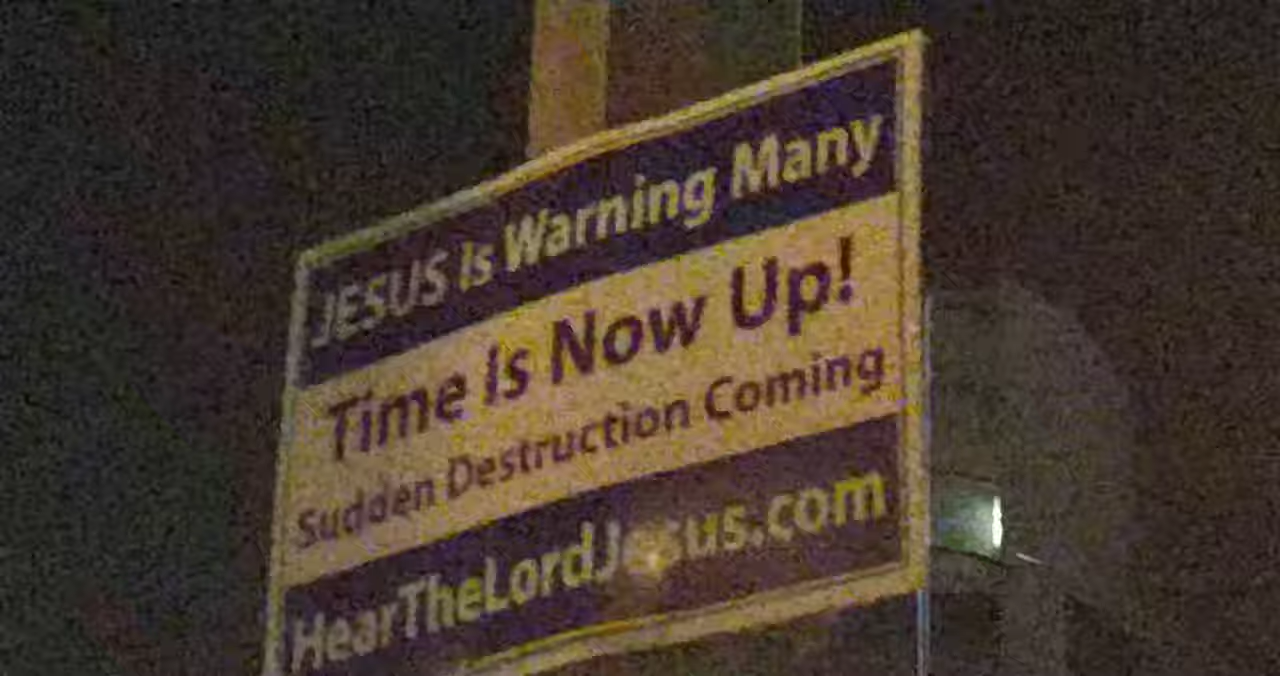 JESUS Is Warning Many
Time Is Now Up!
Sudden Destruction Coming
HearTheLordJesus.com